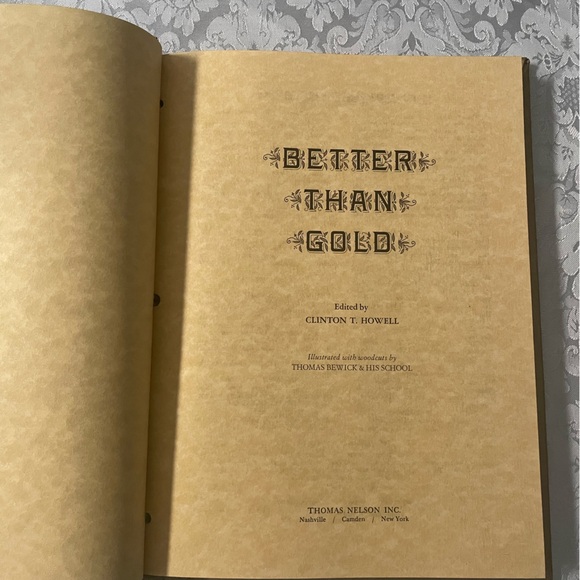 BETTER
THAN
GOLD
Edited by
CLINTON T. HOWELL
Illustrated with woodcuts by
THOMAS BEWICK & HIS SCHOOL
THOMAS NELSON INC.
Nashville / Camden / New York